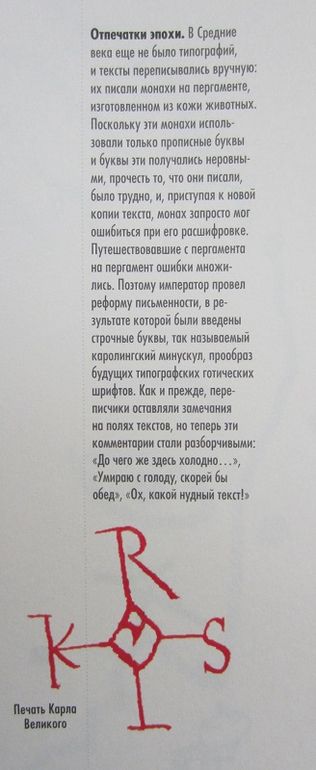 Отпечатки эпохи. В Средние
века еще не было типографий,
и тексты переписывались вручную:
их писали монахи на пергаменте,
изготовленном из кожи животных.
Поскольку эти монахи исполь-
зовали только прописные буквы
и буквы эти получались неровны-
ми, прочесть то, что они писали,
было трудно, и, приступая к новой
копии текста, монах запросто мог
ошибиться при его расшифровке.
Путешествовавшие с пергамента
на пергамент ошибки множи-
лись. Поэтому император провел
реформу письменности, в ре-
зультате которой были введены
строчные буквы, так называемый
каролингский минускул, прообраз
будущих типографских готических
шрифтов. Как и прежде, пере-
писчики оставляли замечания
на полях текстов, но теперь эти
комментарии стали разборчивыми:
«До чего же здесь холодно...»,
«Умираю с голоду, скорей бы
обед», «Ох, какой нудный текст!»
R
K S
L
Печать Карла
Великого